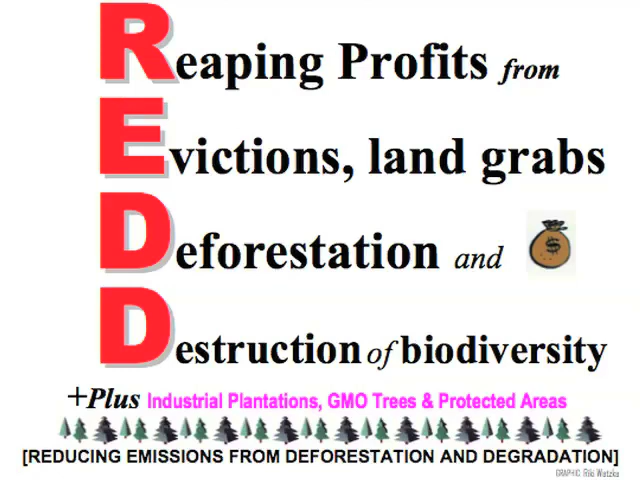 Reaping Profits from
Evictions, land grabs
Deforestation and
$
Destruction of biodiversity
+Plus Industrial Plantations, GMO Trees & Protected Areas
[REDUCING EMISSIONS FROM DEFORESTATION AND DEGRADATION]
GRAPHIC: